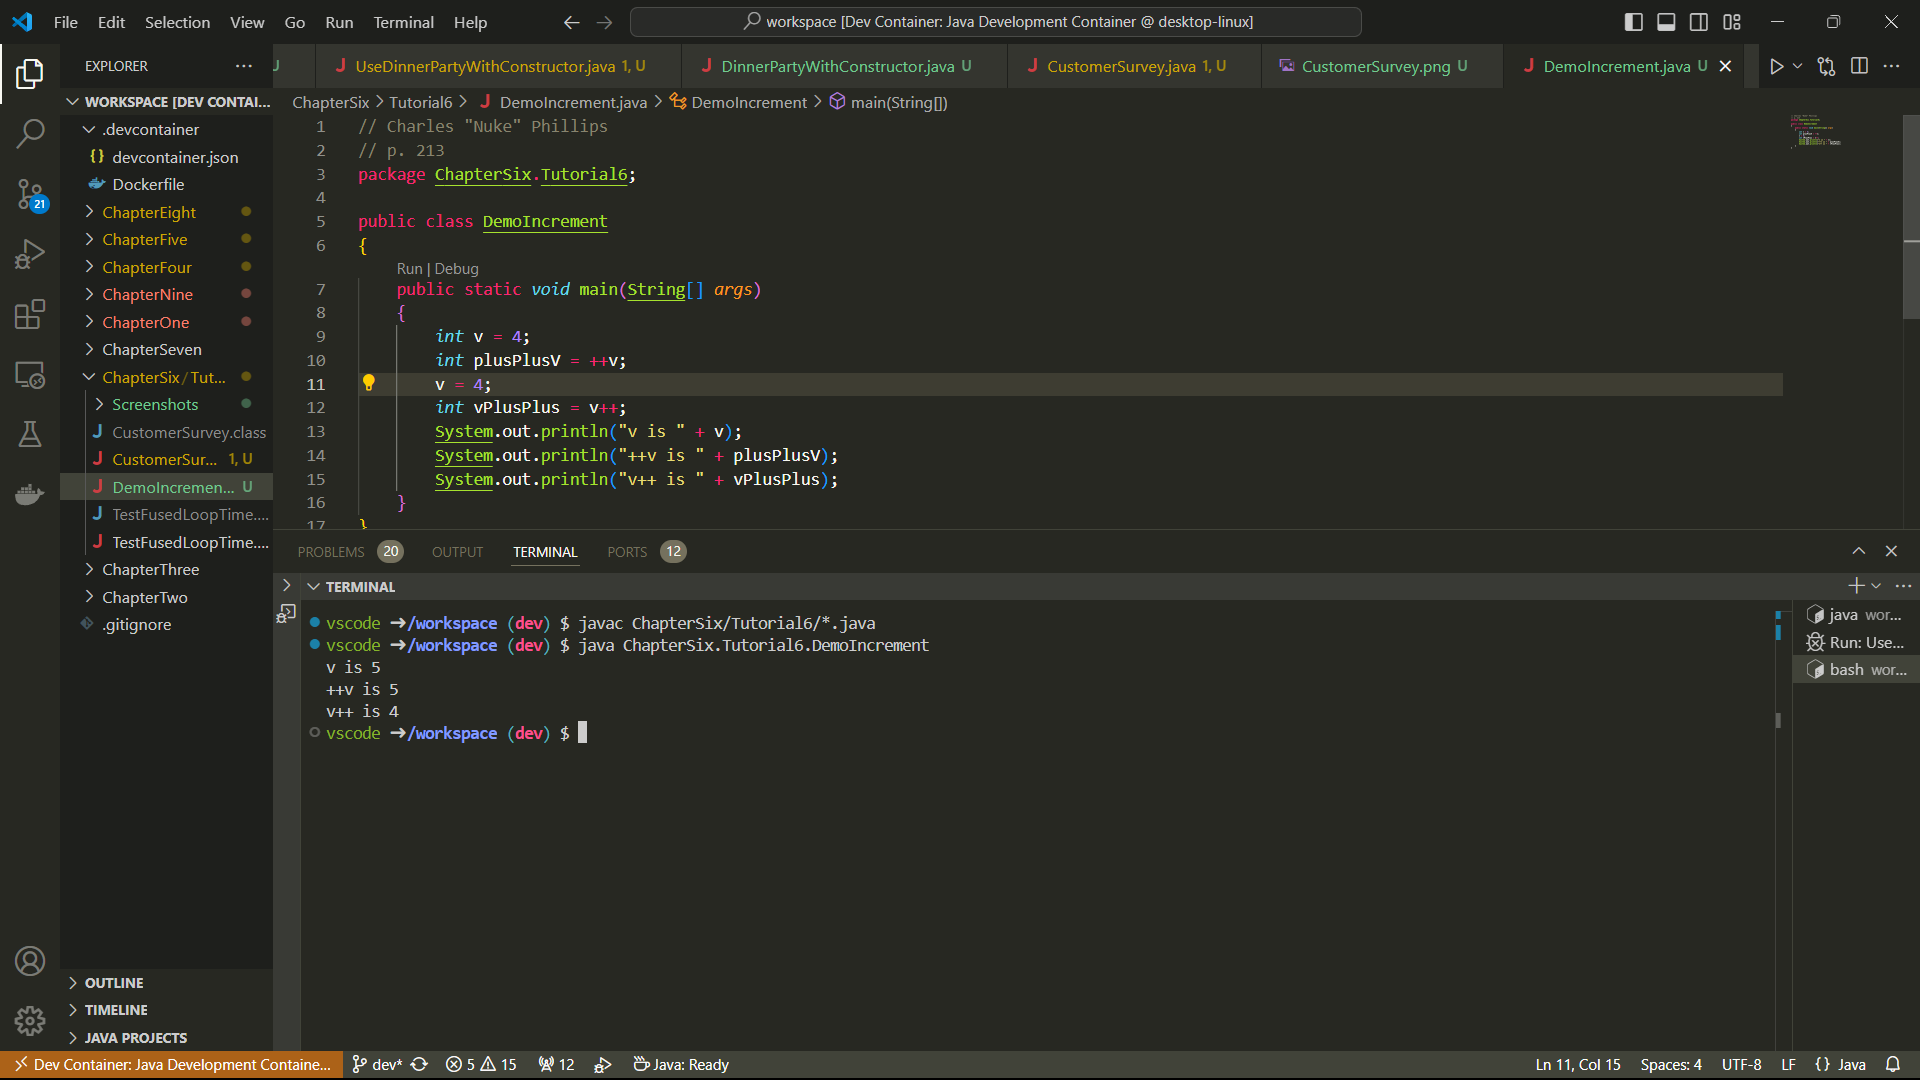 File Edit Selection View Go Run Terminal Help
workspace [Dev Container: Java Development Container @ desktop-linux]
EXPLORER
WORKSPACE [DEV CONTAI...
.devcontainer
devcontainer.json
Dockerfile
ChapterEight
ChapterFive
ChapterFour
ChapterNine
ChapterOne
ChapterSeven
ChapterSix / Tut...
Screenshots
CustomerSurvey.class
CustomerSur... 1, U
DemoIncremen... U
TestFusedLoopTime....
TestFusedLoopTime....
ChapterThree
ChapterTwo
.gitignore
OUTLINE
TIMELINE
JAVA PROJECTS
21
UseDinnerPartyWithConstructor.java 1, U
DinnerPartyWithConstructor.java U
CustomerSurvey.java 1, U
CustomerSurvey.png U
DemoIncrement.java U
ChapterSix > Tutorial6 > DemoIncrement.java > DemoIncrement > main(String[])
1 // Charles "Nuke" Phillips
2 // p. 213
3 package ChapterSix.Tutorial6;
4
5 public class DemoIncrement
6 {
Run | Debug
7 public static void main(String[] args)
8 {
9 int v = 4;
10 int plusPlusV = ++v;
11 v = 4;
12 int vPlusPlus = v++;
13 System.out.println("v is " + v);
14 System.out.println("++v is " + plusPlusV);
15 System.out.println("v++ is " + vPlusPlus);
16 }
17 }
PROBLEMS 20 OUTPUT TERMINAL PORTS 12
TERMINAL
vscode ➜/workspace (dev) $ javac ChapterSix/Tutorial6/*.java
vscode ➜/workspace (dev) $ java ChapterSix.Tutorial6.DemoIncrement
v is 5
++v is 5
v++ is 4
vscode ➜/workspace (dev) $
java wor...
Run: Use...
bash wor...
Dev Container: Java Development Containe... dev* 5 15 12 Java: Ready Ln 11, Col 15 Spaces: 4 UTF-8 LF {} Java